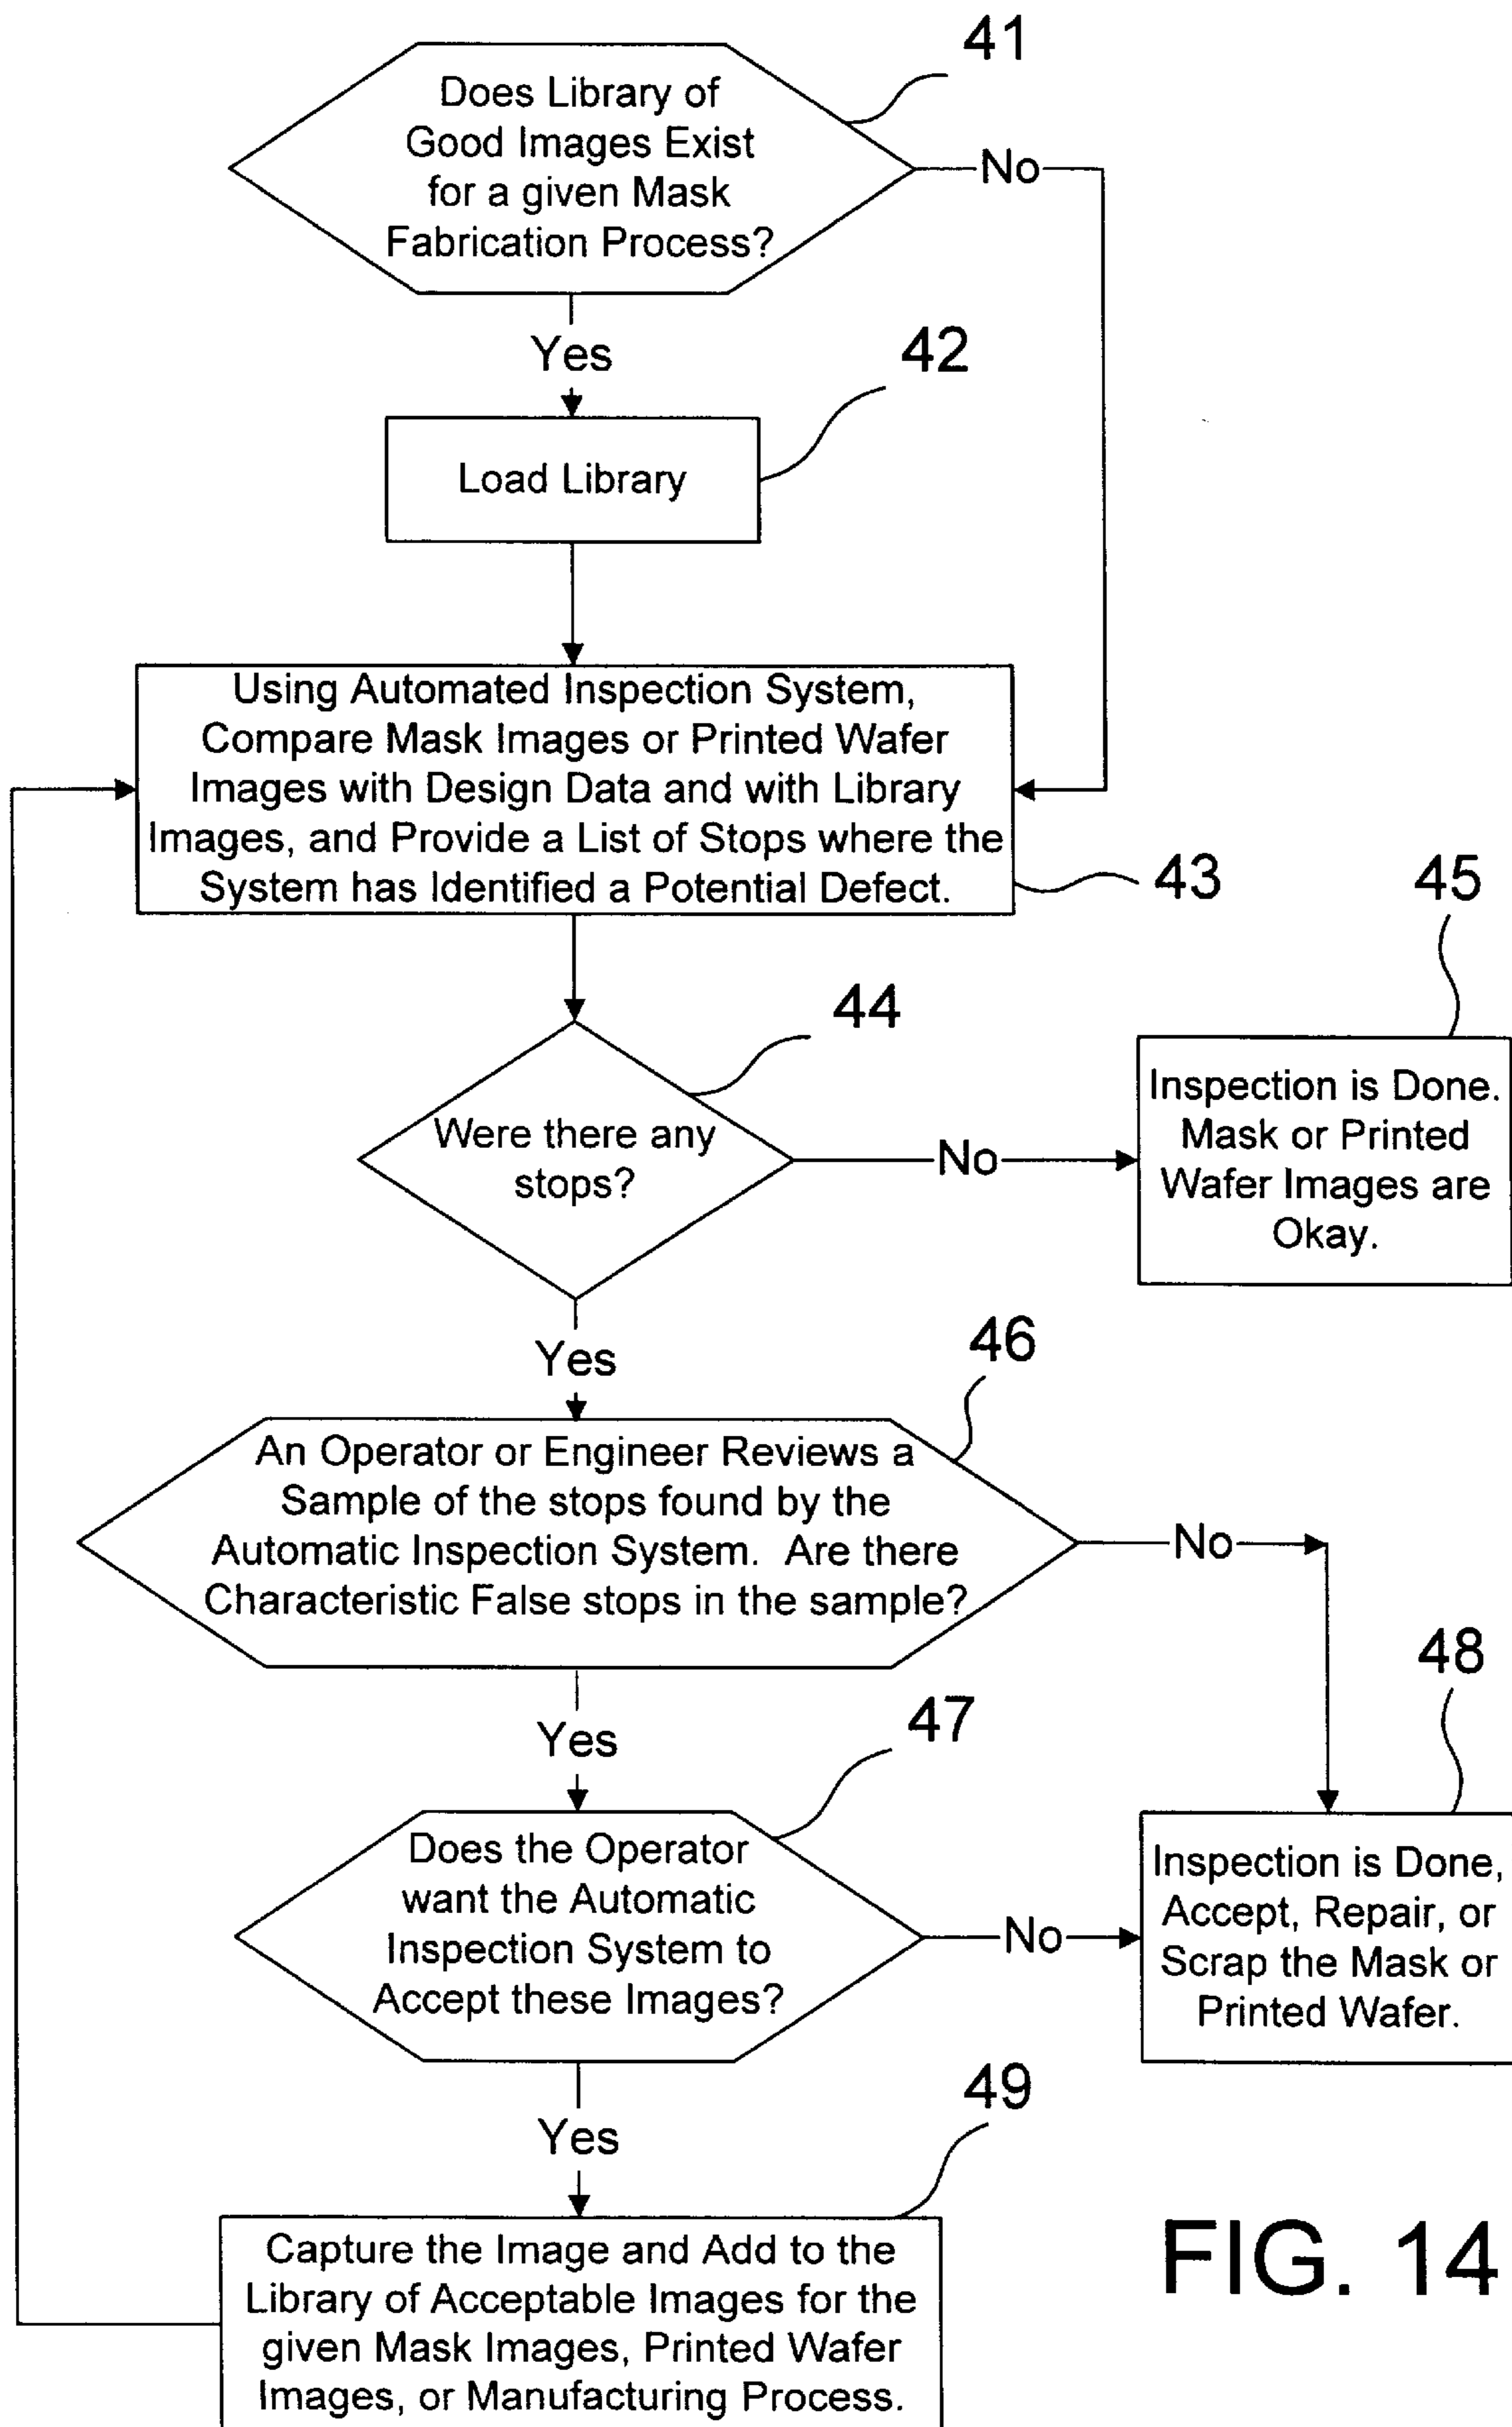 41
Does Library of
Good Images Exist
for a given Mask
Fabrication Process?
No
Yes
42
Load Library
Using Automated Inspection System,
Compare Mask Images or Printed Wafer
Images with Design Data and with Library
Images, and Provide a List of Stops where the
System has Identified a Potential Defect.
43
44
Were there any
stops?
No
45
Inspection is Done.
Mask or Printed
Wafer Images are
Okay.
Yes
46
An Operator or Engineer Reviews a
Sample of the stops found by the
Automatic Inspection System. Are there
Characteristic False stops in the sample?
No
Yes
47
Does the Operator
want the Automatic
Inspection System to
Accept these Images?
No
48
Inspection is Done,
Accept, Repair, or
Scrap the Mask or
Printed Wafer.
Yes
49
Capture the Image and Add to the
Library of Acceptable Images for the
given Mask Images, Printed Wafer
Images, or Manufacturing Process.
FIG. 14